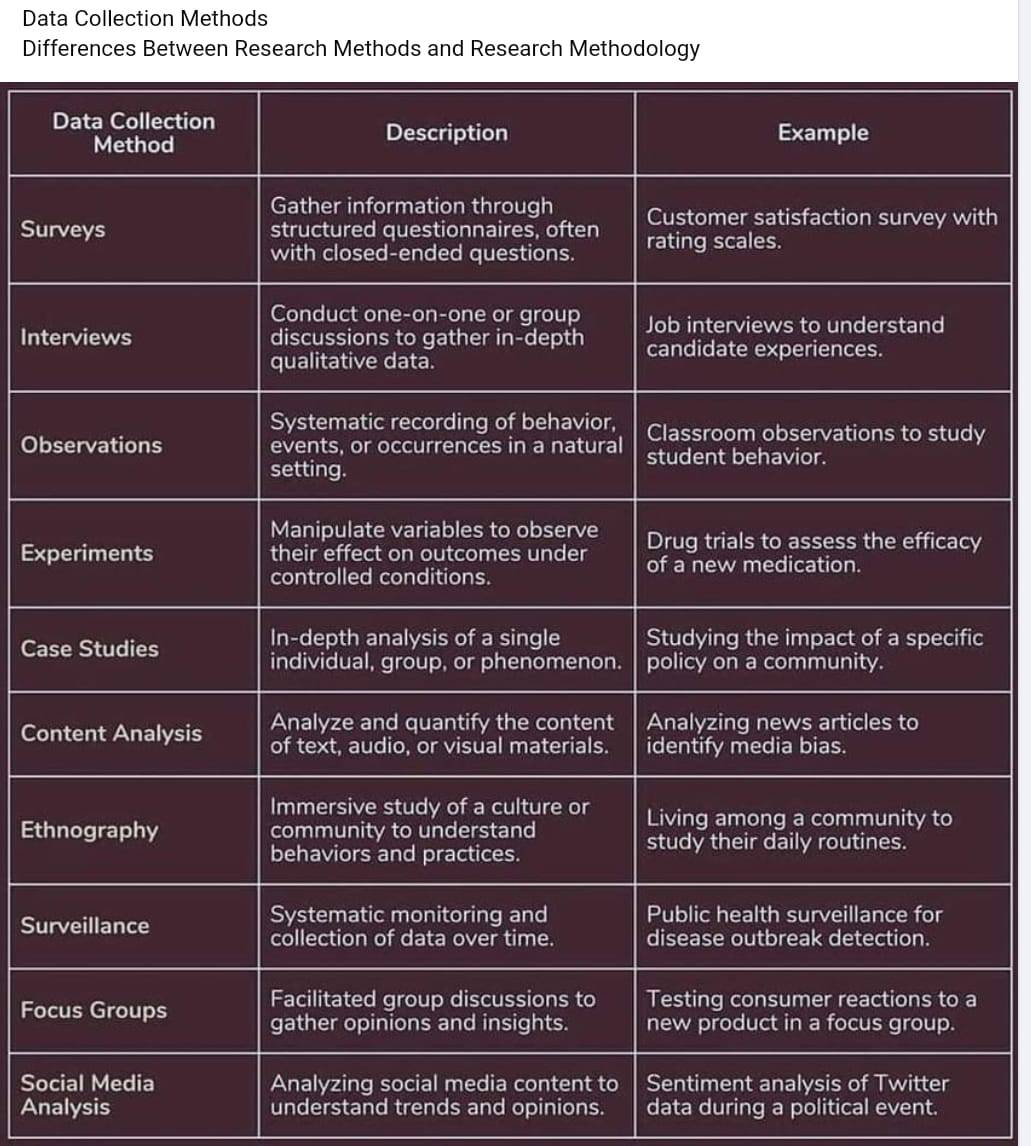 Data Collection Methods
Differences Between Research Methods and Research Methodology
Data Collection
Method
Description
Example
Surveys
Gather information through
structured questionnaires, often
with closed-ended questions.
Customer satisfaction survey with
rating scales.
Interviews
Conduct one-on-one or group
discussions to gather in-depth
qualitative data.
Job interviews to understand
candidate experiences.
Observations
Systematic recording of behavior,
events, or occurrences in a natural
setting.
Classroom observations to study
student behavior.
Experiments
Manipulate variables to observe
their effect on outcomes under
controlled conditions.
Drug trials to assess the efficacy
of a new medication.
Case Studies
In-depth analysis of a single
individual, group, or phenomenon.
Studying the impact of a specific
policy on a community.
Content Analysis
Analyze and quantify the content
of text, audio, or visual materials.
Analyzing news articles to
identify media bias.
Ethnography
Immersive study of a culture or
community to understand
behaviors and practices.
Living among a community to
study their daily routines.
Surveillance
Systematic monitoring and
collection of data over time.
Public health surveillance for
disease outbreak detection.
Focus Groups
Facilitated group discussions to
gather opinions and insights.
Testing consumer reactions to a
new product in a focus group.
Social Media
Analysis
Analyzing social media content to
understand trends and opinions.
Sentiment analysis of Twitter
data during a political event.